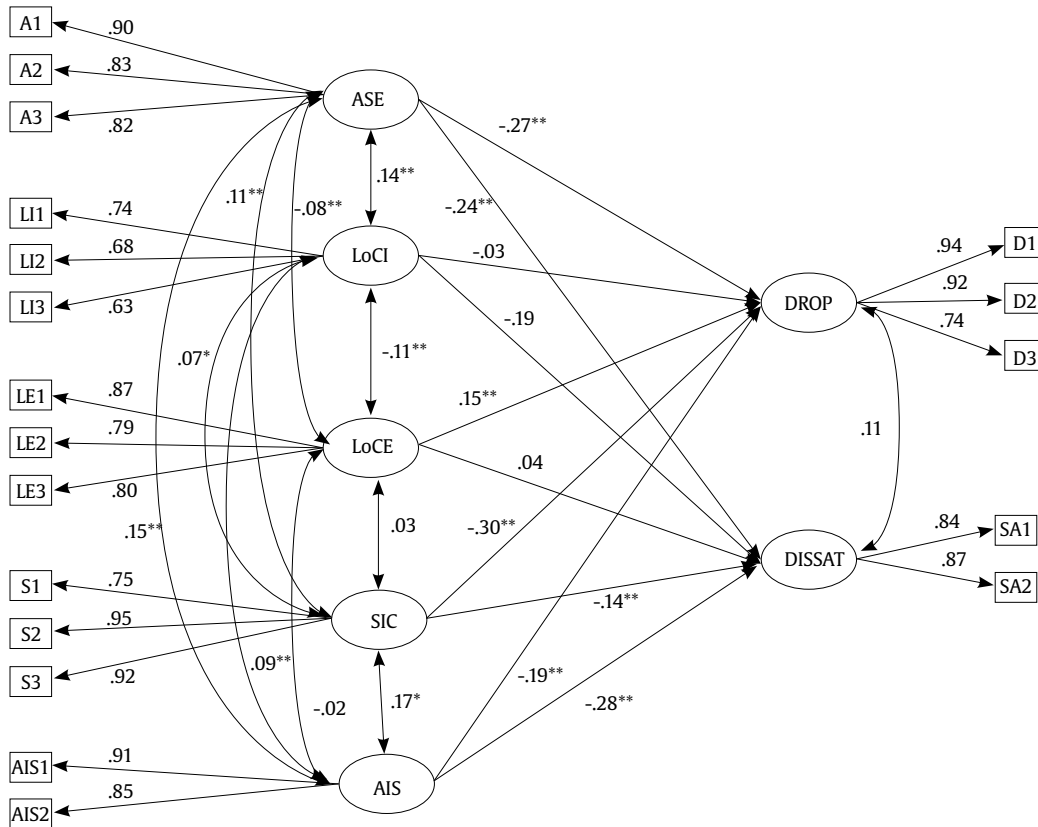 A1
.90
A2
.83
A3
.82
ASE
-.27**
.14**
.11**
-.08**
-.24**
LI1
.74
LI2
.68
LI3
.63
LoCI
-.03
D1
.94
D2
.92
D3
.74
DROP
-.19
.07*
-.11**
LE1
.87
LE2
.79
LE3
.80
LoCE
.15**
.04
.11
.15**
.03
-.30**
DISSAT
SA1
.84
SA2
.87
S1
.75
S2
.95
S3
.92
SIC
-.14**
.09**
-.02
.17*
-.19**
-.28**
AIS1
.91
AIS2
.85
AIS